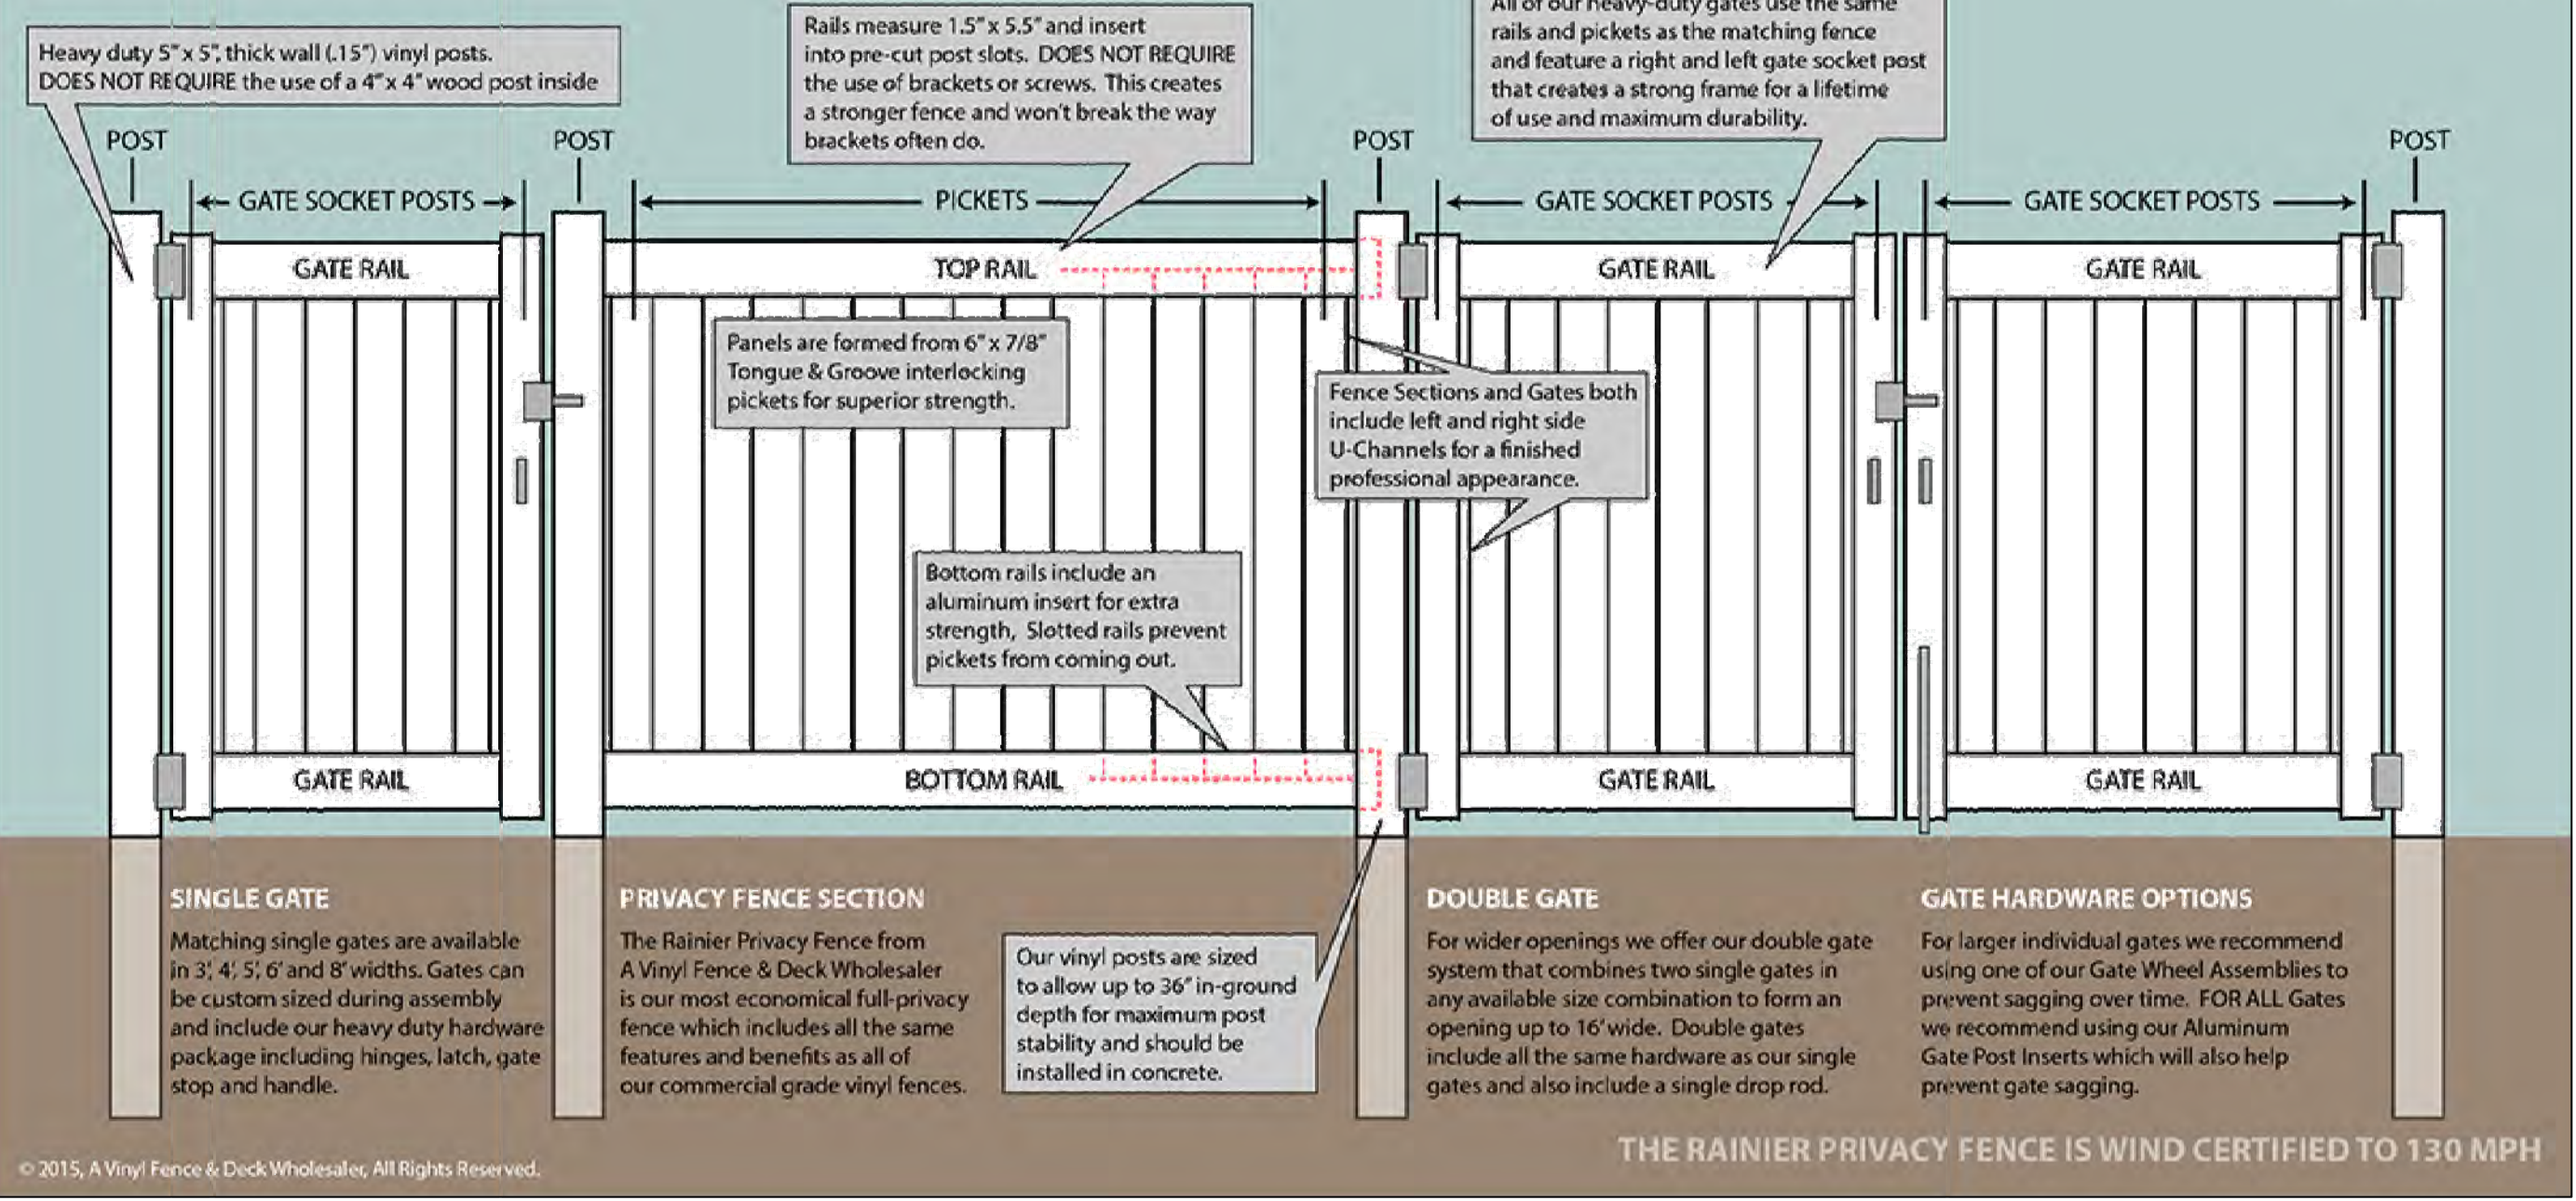 Heavy duty 5" x 5", thick wall (.15") vinyl posts.
DOES NOT REQUIRE the use of a 4" x 4" wood post inside
Rails measure 1.5" x 5.5" and insert
into pre-cut post slots. DOES NOT REQUIRE
the use of brackets or screws. This creates
a stronger fence and won't break the way
brackets often do.
All of our heavy-duty gates use the same
rails and pickets as the matching fence
and feature a right and left gate socket post
that creates a strong frame for a lifetime
of use and maximum durability.
POST
POST
POST
POST
GATE SOCKET POSTS
PICKETS
GATE SOCKET POSTS
GATE SOCKET POSTS
GATE RAIL
TOP RAIL
GATE RAIL
GATE RAIL
Panels are formed from 6" x 7/8"
Tongue & Groove interlocking
pickets for superior strength.
Fence Sections and Gates both
include left and right side
U-Channels for a finished
professional appearance.
Bottom rails include an
aluminum insert for extra
strength, Slotted rails prevent
pickets from coming out.
GATE RAIL
BOTTOM RAIL
GATE RAIL
GATE RAIL
SINGLE GATE
Matching single gates are available
in 3', 4', 5', 6' and 8' widths. Gates can
be custom sized during assembly
and include our heavy duty hardware
package including hinges, latch, gate
stop and handle.
PRIVACY FENCE SECTION
The Rainier Privacy Fence from
A Vinyl Fence & Deck Wholesaler
is our most economical full-privacy
fence which includes all the same
features and benefits as all of
our commercial grade vinyl fences.
Our vinyl posts are sized
to allow up to 36" in-ground
depth for maximum post
stability and should be
installed in concrete.
DOUBLE GATE
For wider openings we offer our double gate
system that combines two single gates in
any available size combination to form an
opening up to 16' wide. Double gates
include all the same hardware as our single
gates and also include a single drop rod.
GATE HARDWARE OPTIONS
For larger individual gates we recommend
using one of our Gate Wheel Assemblies to
prevent sagging over time. FOR ALL Gates
we recommend using our Aluminum
Gate Post Inserts which will also help
prevent gate sagging.
THE RAINIER PRIVACY FENCE IS WIND CERTIFIED TO 130 MPH
© 2015, A Vinyl Fence & Deck Wholesaler, All Rights Reserved.